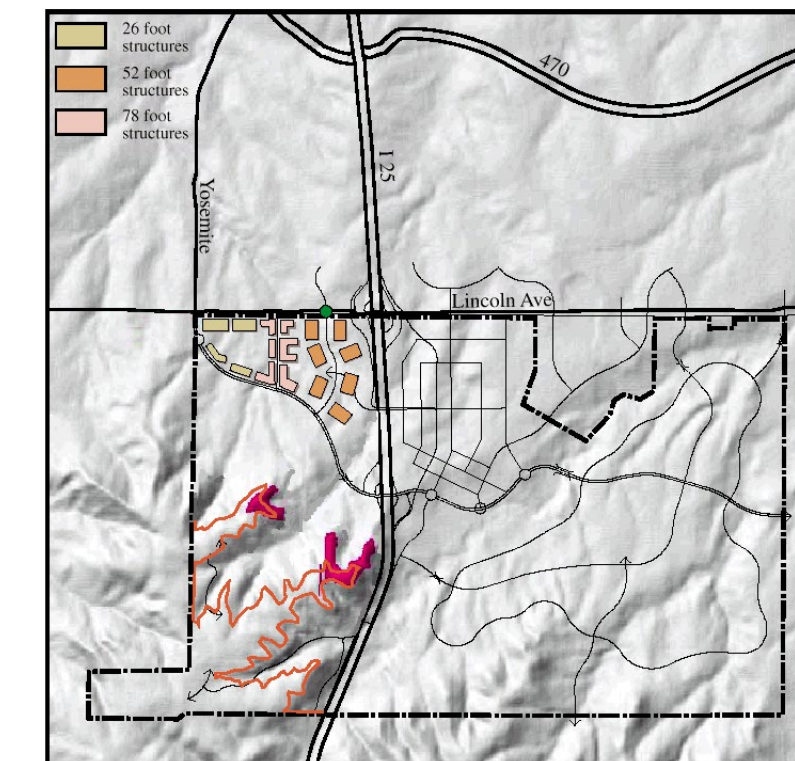 26 foot
structures
52 foot
structures
78 foot
structures
470
I 25
Yosemite
Lincoln Ave